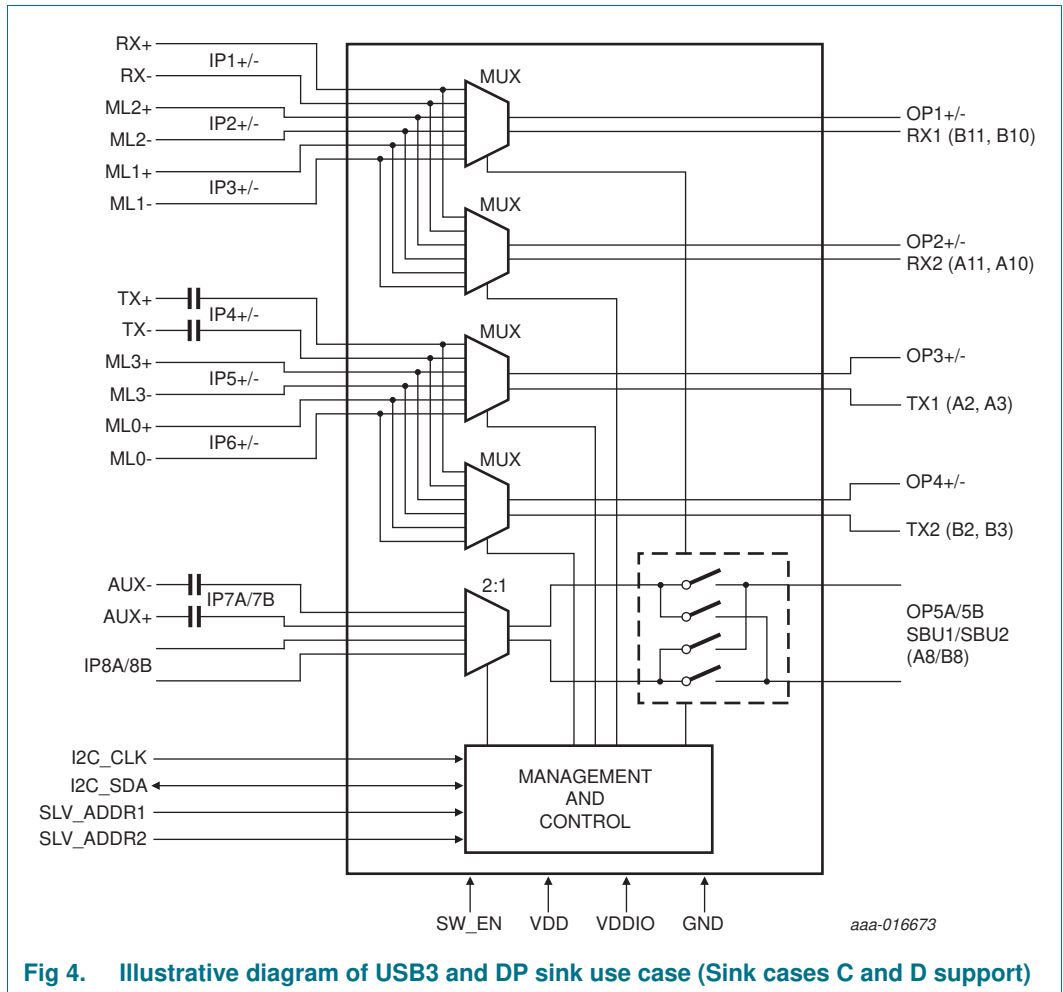 RX+
IP1+/-
RX-
ML2+
IP2+/-
ML2-
ML1+
IP3+/-
ML1-
MUX
OP1+/-
RX1 (B11, B10)
MUX
OP2+/-
RX2 (A11, A10)
TX+
IP4+/-
TX-
ML3+
IP5+/-
ML3-
ML0+
IP6+/-
ML0-
MUX
OP3+/-
TX1 (A2, A3)
MUX
OP4+/-
TX2 (B2, B3)
AUX-
IP7A/7B
AUX+
IP8A/8B
2:1
OP5A/5B
SBU1/SBU2
(A8/B8)
I2C_CLK
I2C_SDA
SLV_ADDR1
SLV_ADDR2
MANAGEMENT
AND
CONTROL
SW_EN VDD VDDIO GND
aaa-016673
Fig 4. Illustrative diagram of USB3 and DP sink use case (Sink cases C and D support)